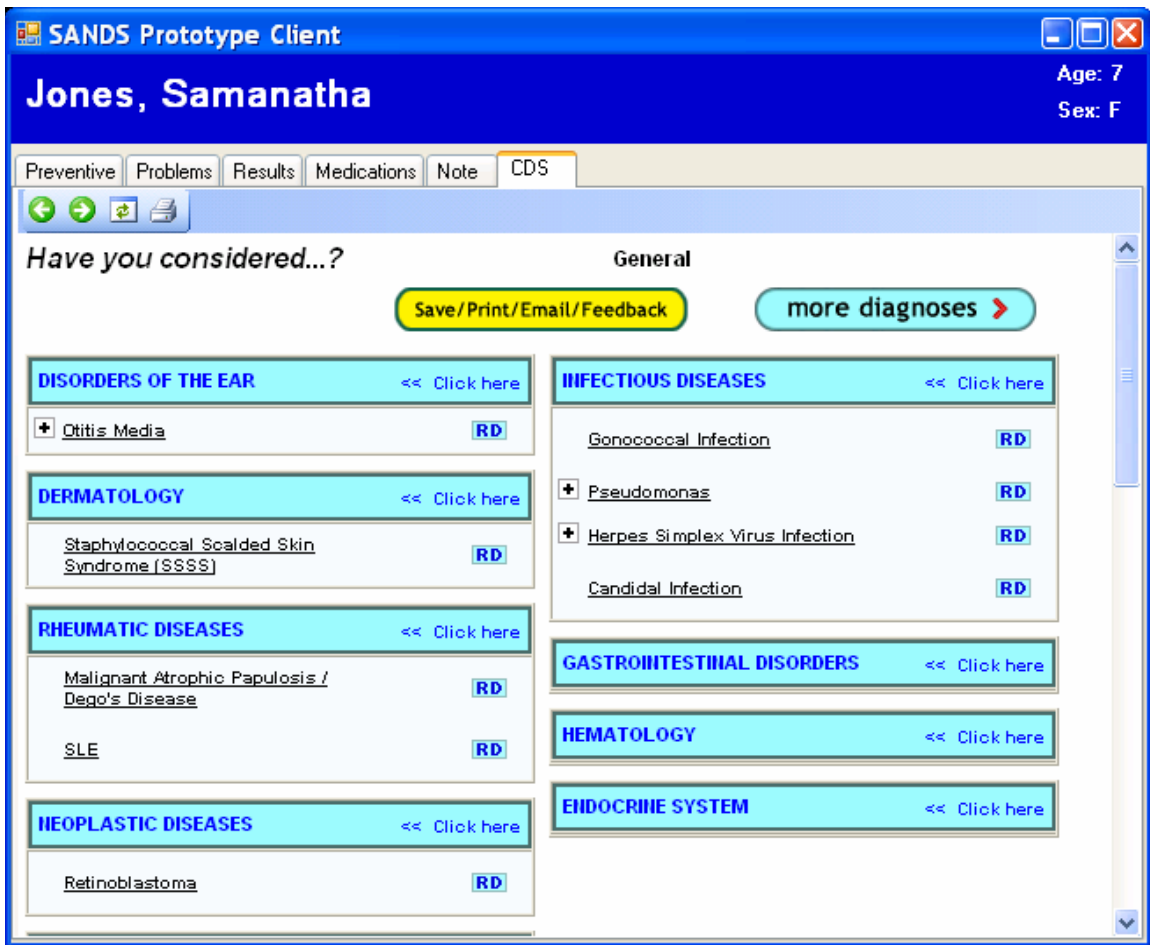 SANDS Prototype Client
Jones, Samanatha
Age: 7
Sex: F
Preventive Problems Results Medications Note CDS
Have you considered...?
General
Save/Print/Email/Feedback
more diagnoses >
DISORDERS OF THE EAR << Click here
Otitis Media RD
DERMATOLOGY << Click here
Staphylococcal Scalded Skin
Syndrome (SSSS) RD
RHEUMATIC DISEASES << Click here
Malignant Atrophic Papulosis /
Dego's Disease RD
SLE RD
NEOPLASTIC DISEASES << Click here
Retinoblastoma RD
INFECTIOUS DISEASES << Click here
Gonococcal Infection RD
Pseudomonas RD
Herpes Simplex Virus Infection RD
Candidal Infection RD
GASTROINTESTINAL DISORDERS << Click here
HEMATOLOGY << Click here
ENDOCRINE SYSTEM << Click here